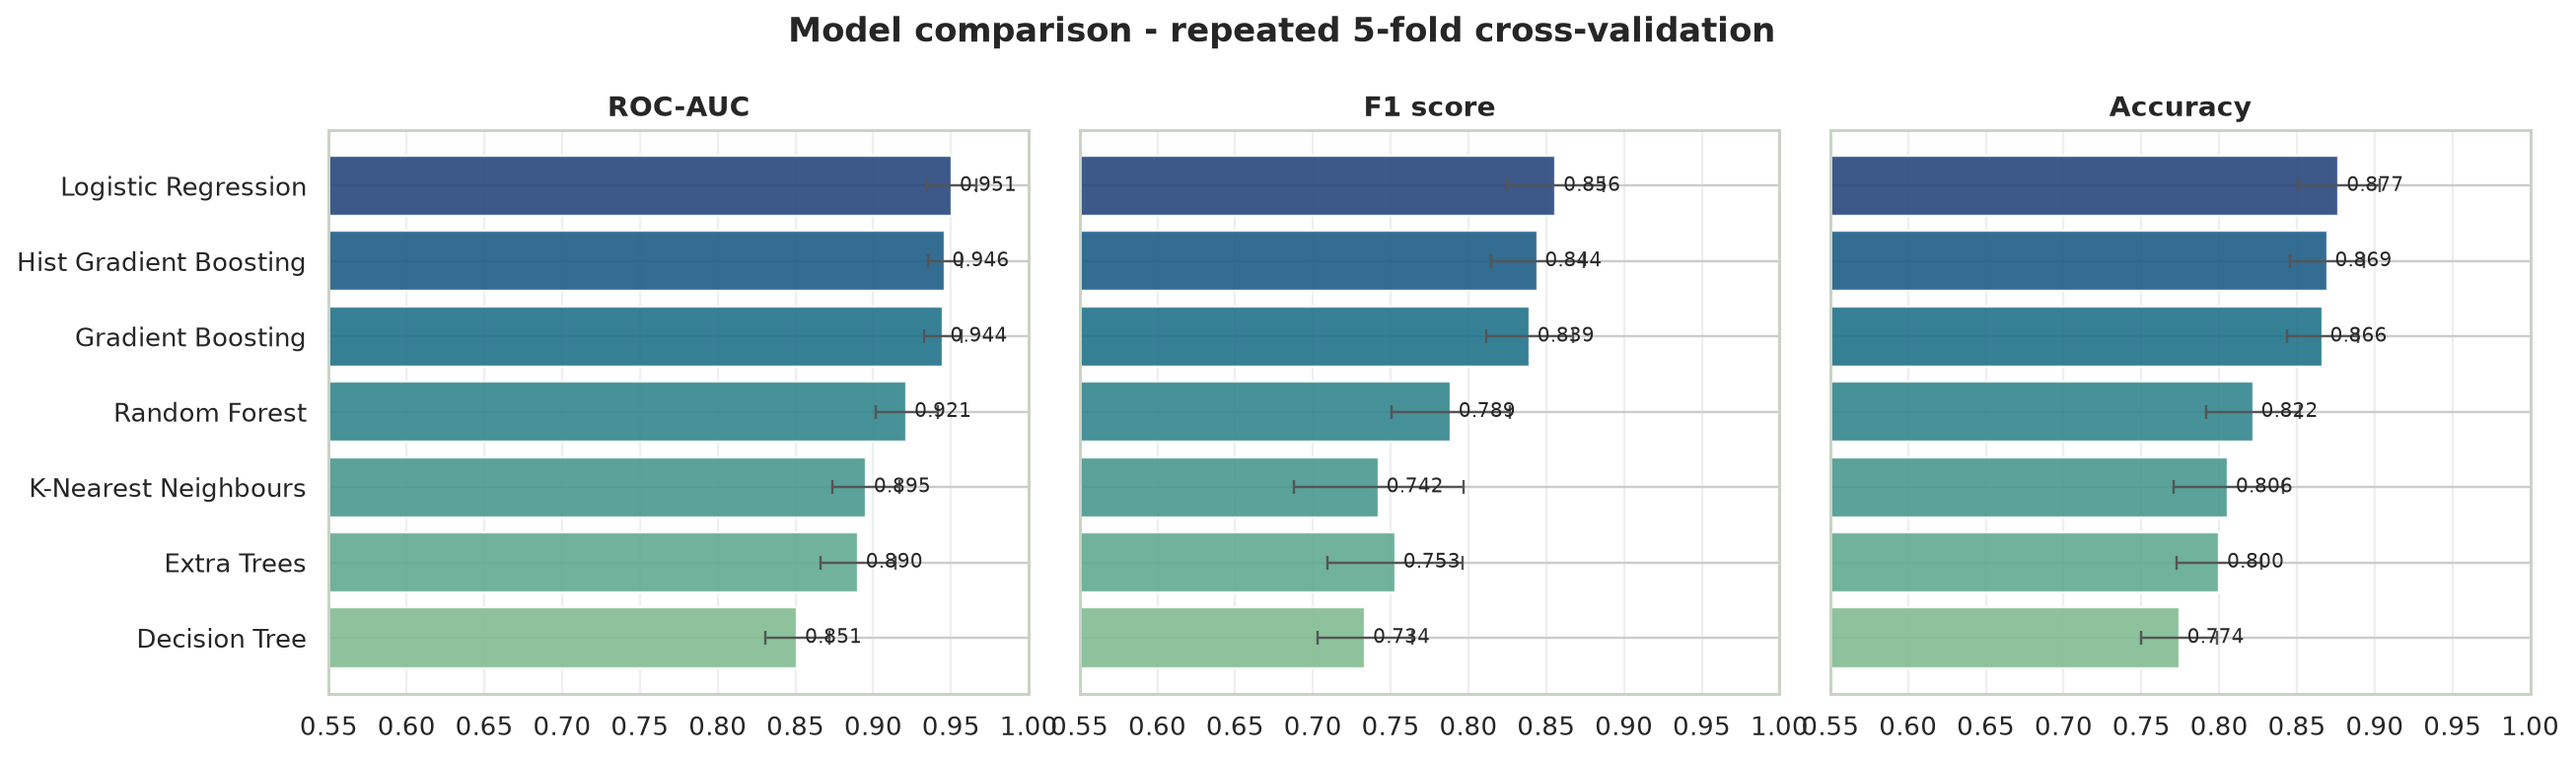 Model comparison - repeated 5-fold cross-validation
ROC-AUC F1 score Accuracy
Logistic Regression 0.951 0.856 0.877
Hist Gradient Boosting 0.946 0.844 0.869
Gradient Boosting 0.944 0.839 0.866
Random Forest 0.921 0.789 0.822
K-Nearest Neighbours 0.895 0.742 0.806
Extra Trees 0.890 0.753 0.800
Decision Tree 0.851 0.734 0.774
0.55 0.60 0.65 0.70 0.75 0.80 0.85 0.90 0.95 1.00 0.55 0.60 0.65 0.70 0.75 0.80 0.85 0.90 0.95 1.00 0.55 0.60 0.65 0.70 0.75 0.80 0.85 0.90 0.95 1.00